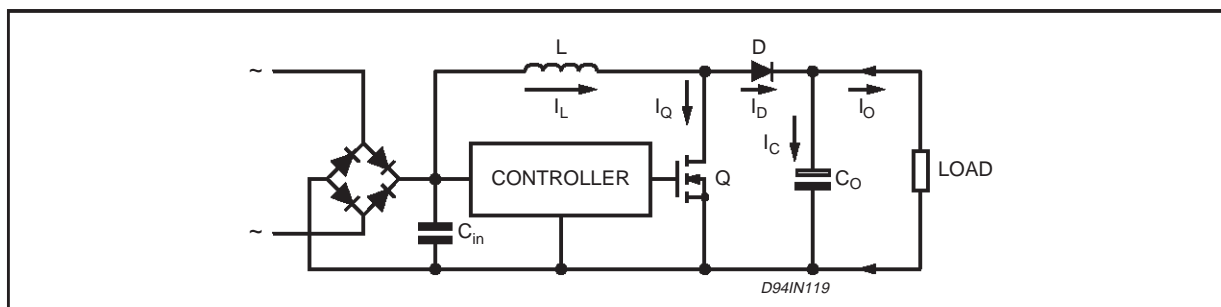 L
D
~
I_L
I_Q
I_D
I_O
I_C
CONTROLLER
Q
C_O
LOAD
~
C_in
D94IN119